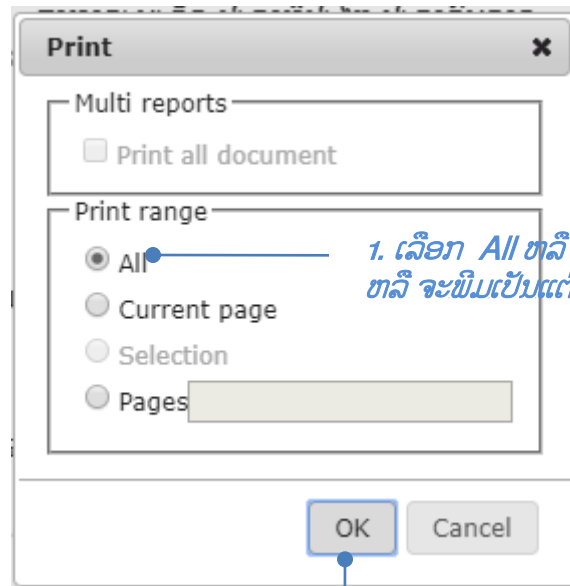 Print
Multi reports
Print all document
Print range
All
1. ເລືອກ All ຫລື
ຫລື ຈະພິມເປັນແຕ່
Current page
Selection
Pages
OK
Cancel